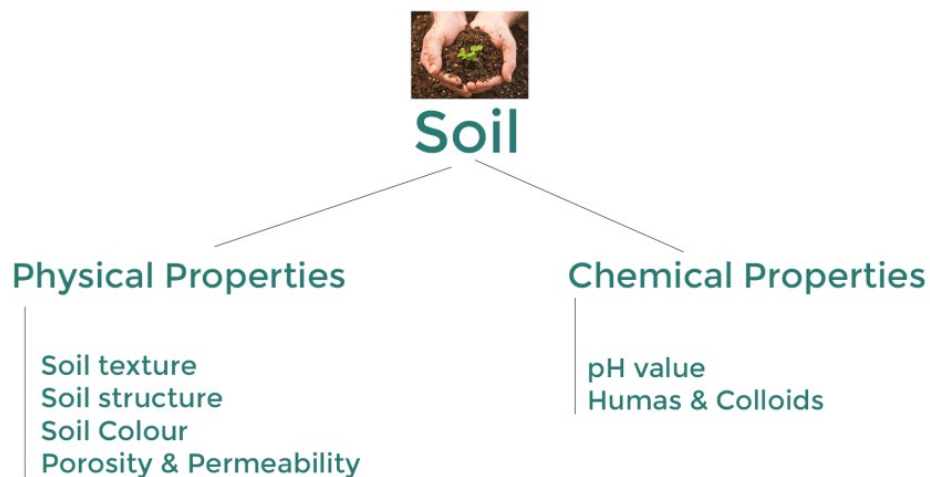 Soil
Physical Properties
Soil texture
Soil structure
Soil Colour
Porosity & Permeability
Chemical Properties
pH value
Humas & Colloids